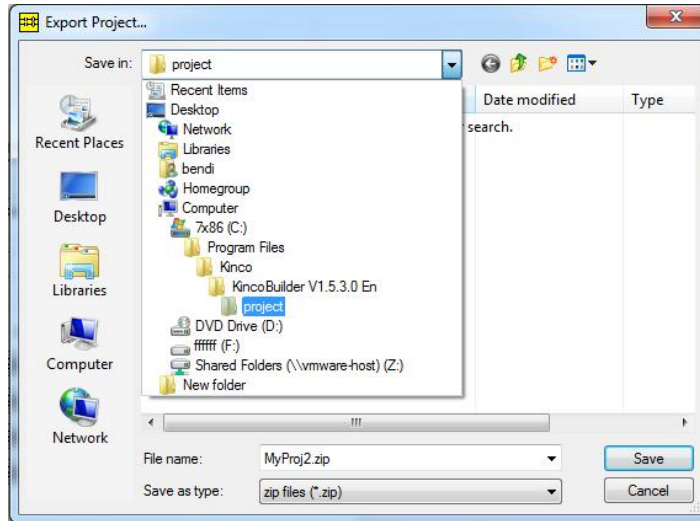 Export Project...
x
Save in:
project
Recent Items
Desktop
Network
Libraries
bendi
Homegroup
Computer
7x86 (C:)
Program Files
Kinco
KincoBuilder V1.5.3.0 En
project
DVD Drive (D:)
ffffff (F:)
Shared Folders (\\vmware-host) (Z:)
New folder
Date modified
Type
search.
Recent Places
Desktop
Libraries
Computer
Network
File name:
MyProj2.zip
Save
Save as type:
zip files (*.zip)
Cancel